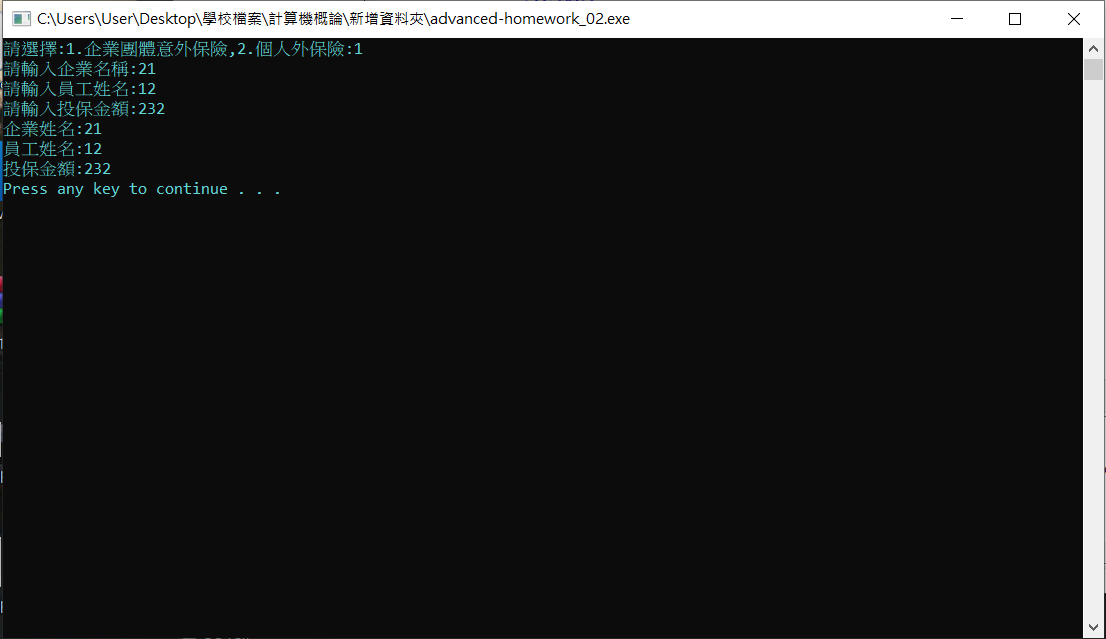 C:\Users\User\Desktop\學校檔案\計算機概論\新增資料夾\advanced-homework_02.exe
請選擇:1.企業團體意外保險,2.個人外保險:1
請輸入企業名稱:21
請輸入員工姓名:12
請輸入投保金額:232
企業姓名:21
員工姓名:12
投保金額:232
Press any key to continue . . .